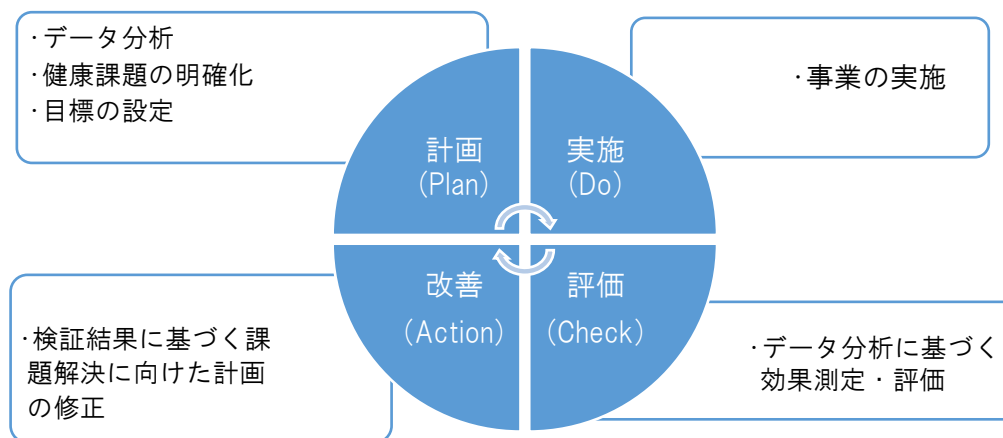 ·データ分析
·健康課題の明確化
·目標の設定
·事業の実施
計画
(Plan)
実施
(Do)
改善
(Action)
評価
(Check)
·検証結果に基づく課
題解決に向けた計画
の修正
·データ分析に基づく
効果測定・評価